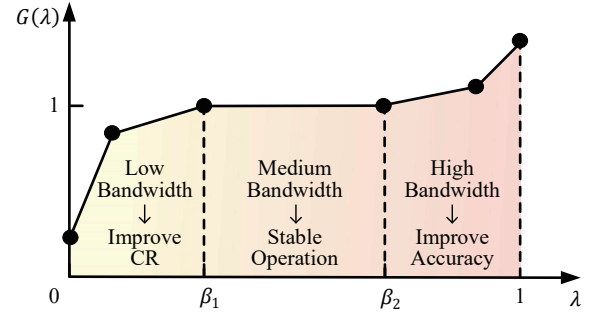 G(λ)
1
Low
Bandwidth
↓
Improve
CR
Medium
Bandwidth
↓
Stable
Operation
High
Bandwidth
↓
Improve
Accuracy
0
β₁
β₂
1
λ